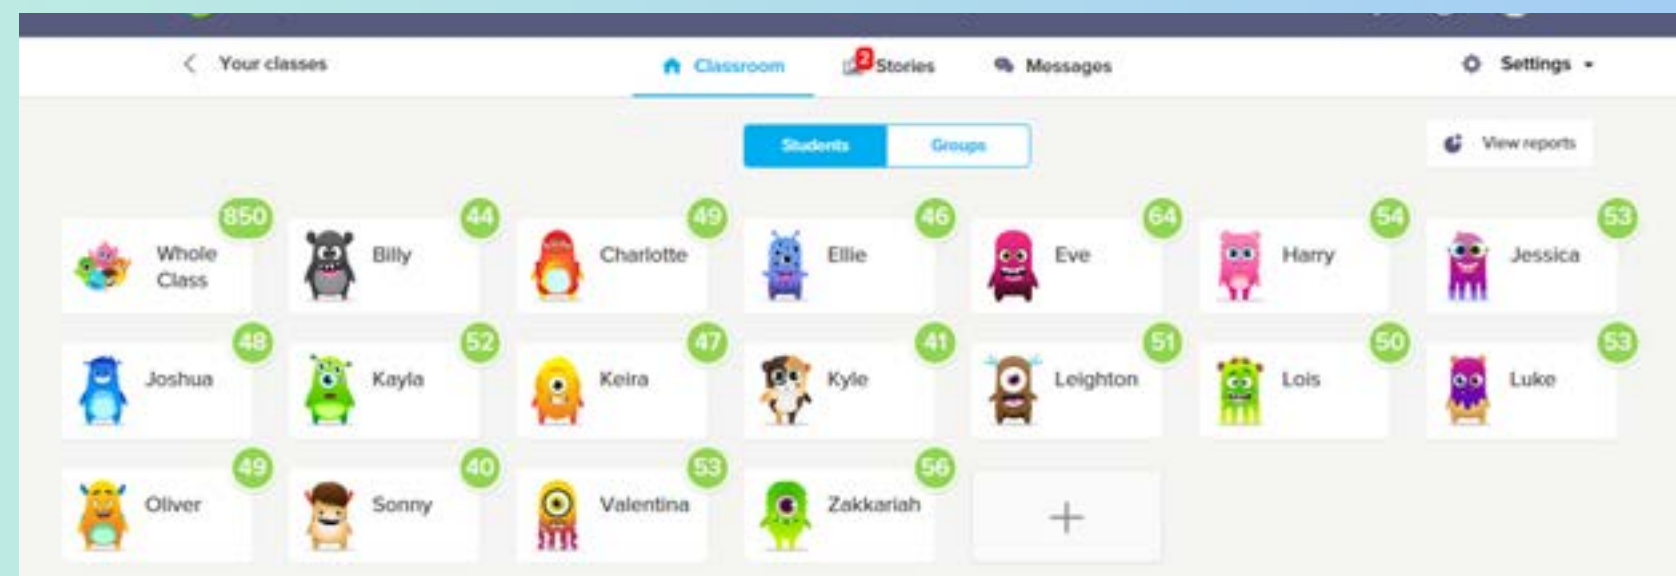 Your classes Classroom 2 Stories Messages Settings
Students Groups View reports
850 44 49 46 64 54 53
Whole Class Billy Charlotte Ellie Eve Harry Jessica
48 52 47 41 51 50 53
Joshua Kayla Keira Kyle Leighton Lois Luke
49 40 53 56
Oliver Sonny Valentina Zakkariah +